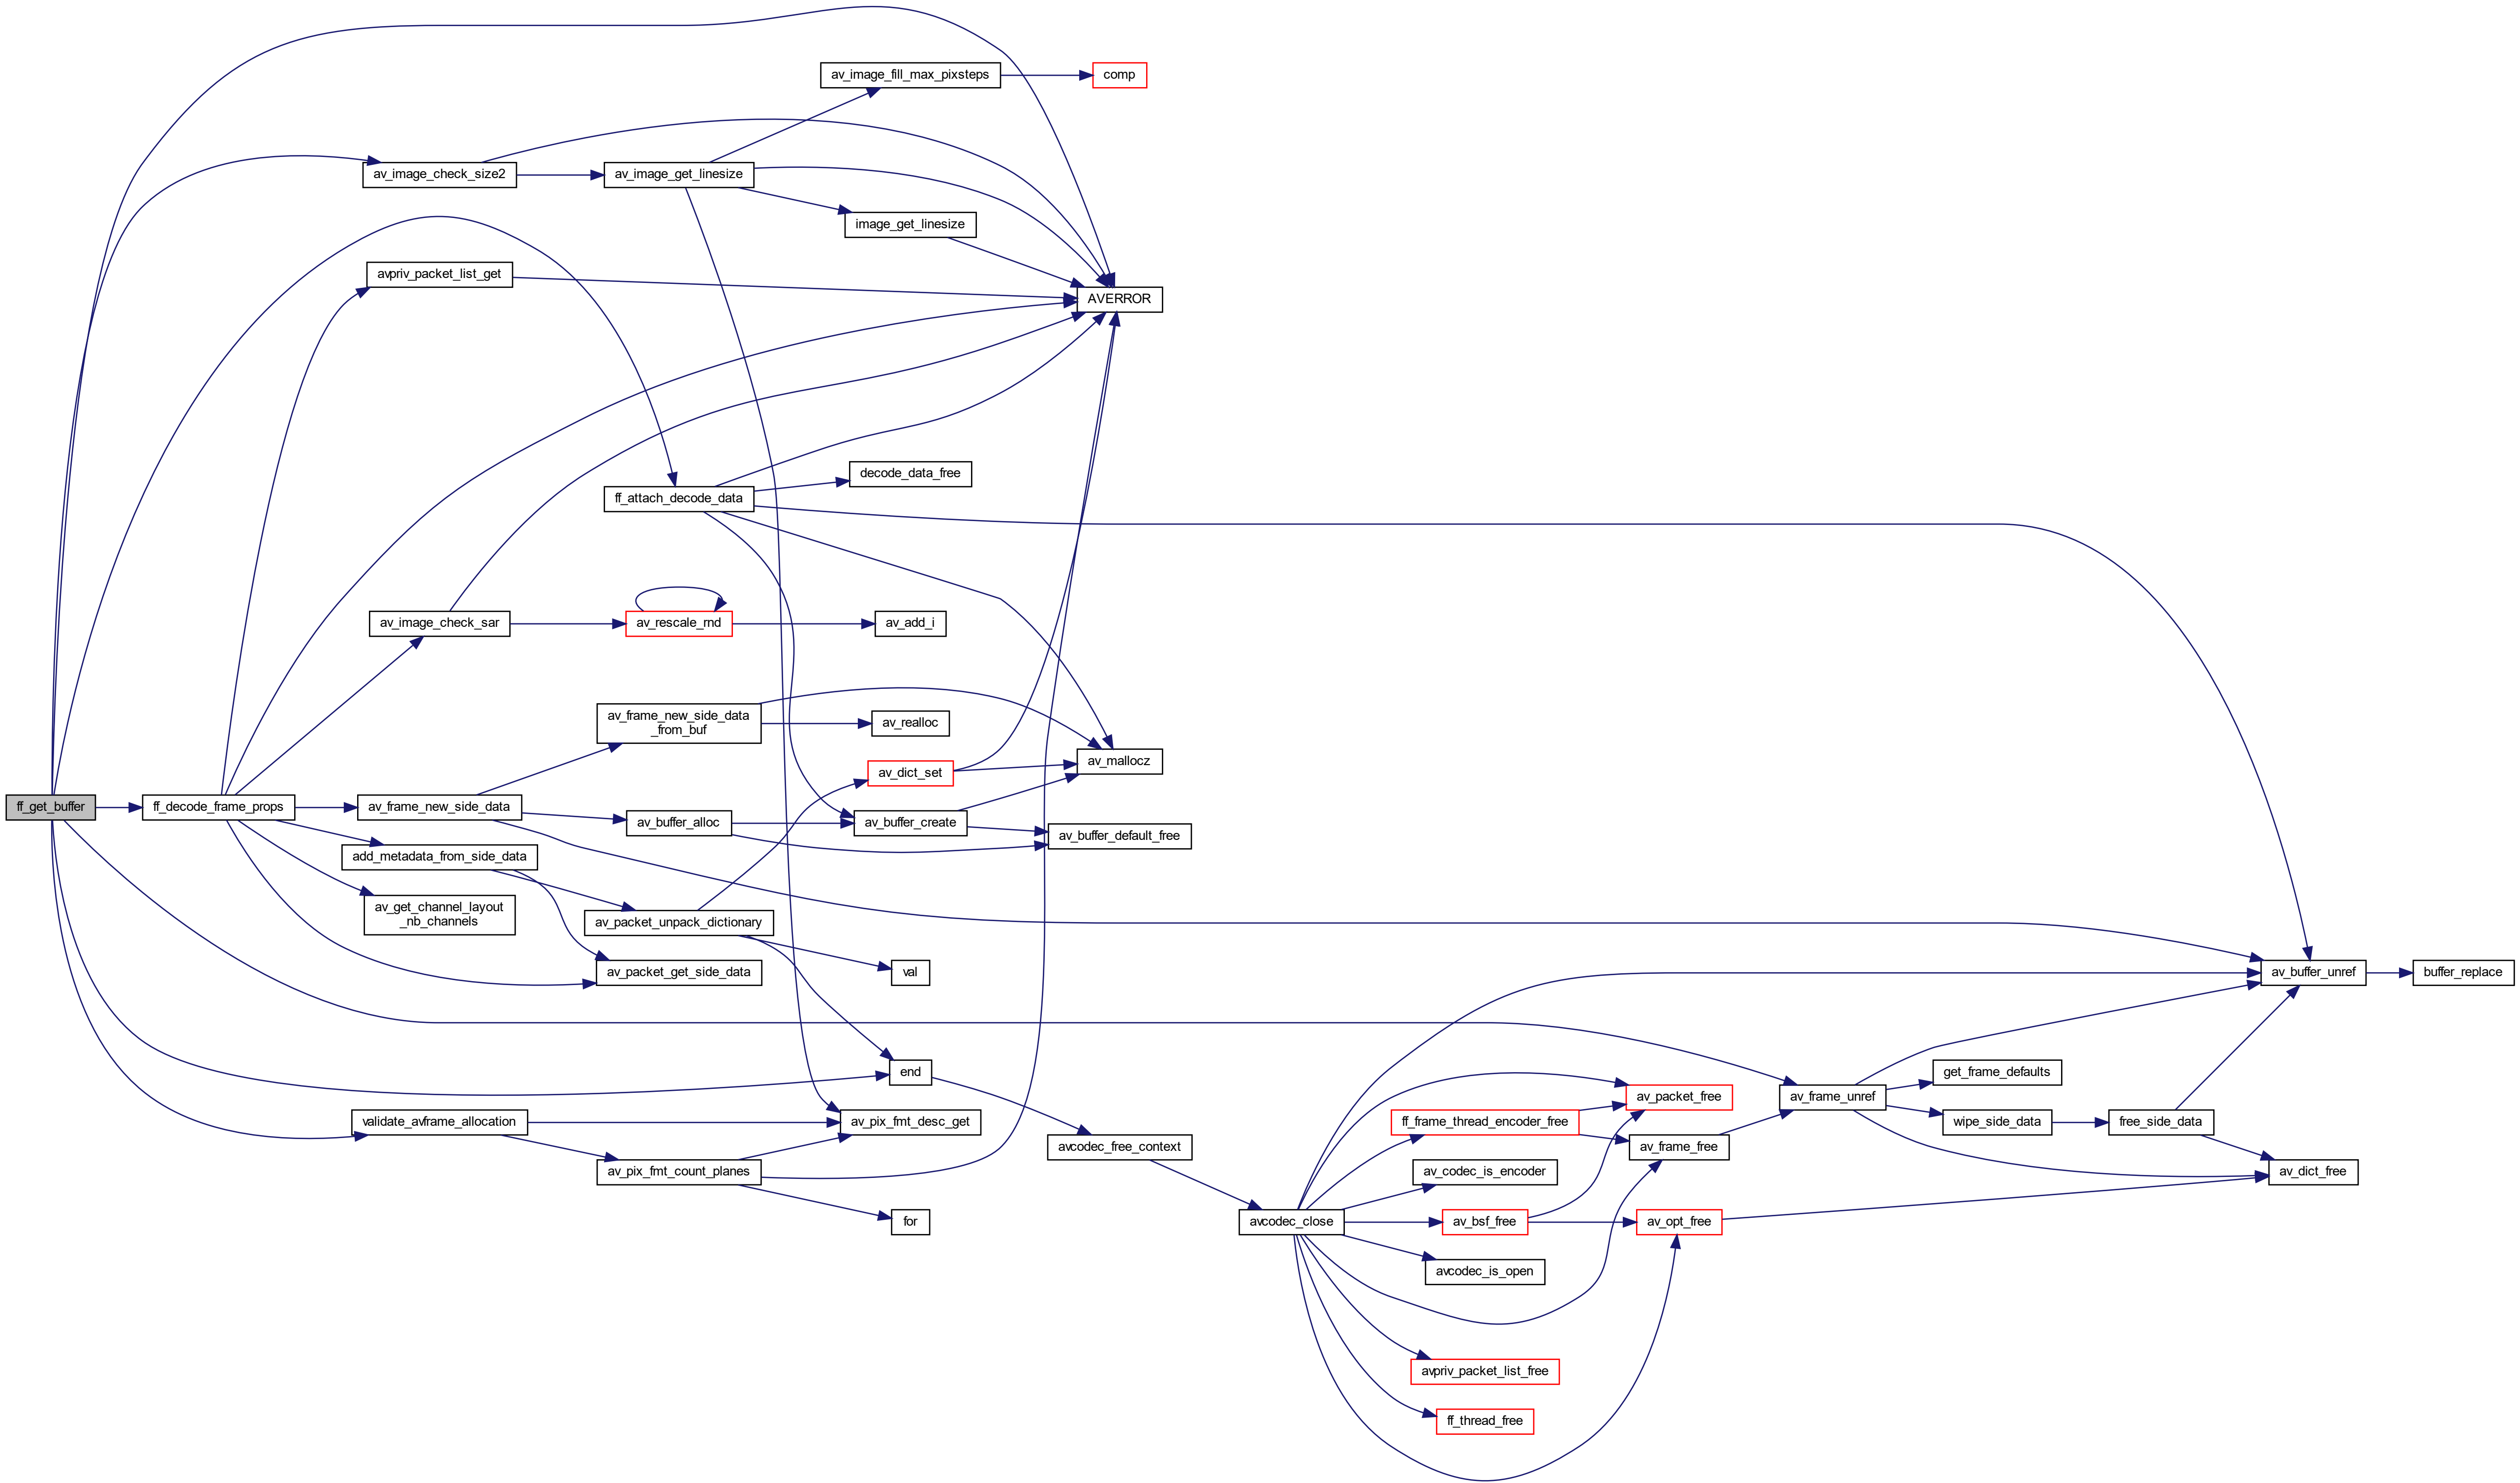 av_image_fill_max_pixsteps
comp
av_image_check_size2
av_image_get_linesize
image_get_linesize
avpriv_packet_list_get
AVERROR
decode_data_free
ff_attach_decode_data
av_image_check_sar
av_rescale_rnd
av_add_i
av_frame_new_side_data
_from_buf
av_realloc
av_dict_set
av_mallocz
ff_get_buffer
ff_decode_frame_props
av_frame_new_side_data
av_buffer_alloc
av_buffer_create
av_buffer_default_free
add_metadata_from_side_data
av_get_channel_layout
_nb_channels
av_packet_unpack_dictionary
av_packet_get_side_data
val
av_buffer_unref
buffer_replace
end
get_frame_defaults
av_packet_free
av_frame_unref
validate_avframe_allocation
av_pix_fmt_desc_get
ff_frame_thread_encoder_free
wipe_side_data
free_side_data
avcodec_free_context
av_frame_free
av_pix_fmt_count_planes
av_codec_is_encoder
av_dict_free
for
avcodec_close
av_bsf_free
av_opt_free
avcodec_is_open
avpriv_packet_list_free
ff_thread_free